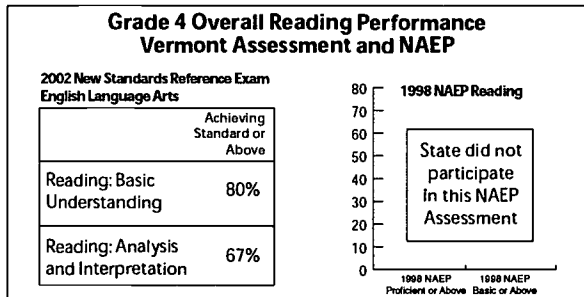 Grade 4 Overall Reading Performance
Vermont Assessment and NAEP
2002 New Standards Reference Exam
English Language Arts
Achieving
Standard or
Above
Reading: Basic
Understanding
80%
Reading: Analysis
and Interpretation
67%
1998 NAEP Reading
80
70
60
50
40
30
20
10
0
State did not
participate
in this NAEP
Assessment
1998 NAEP
Proficient or Above
1998 NAEP
Basic or Above